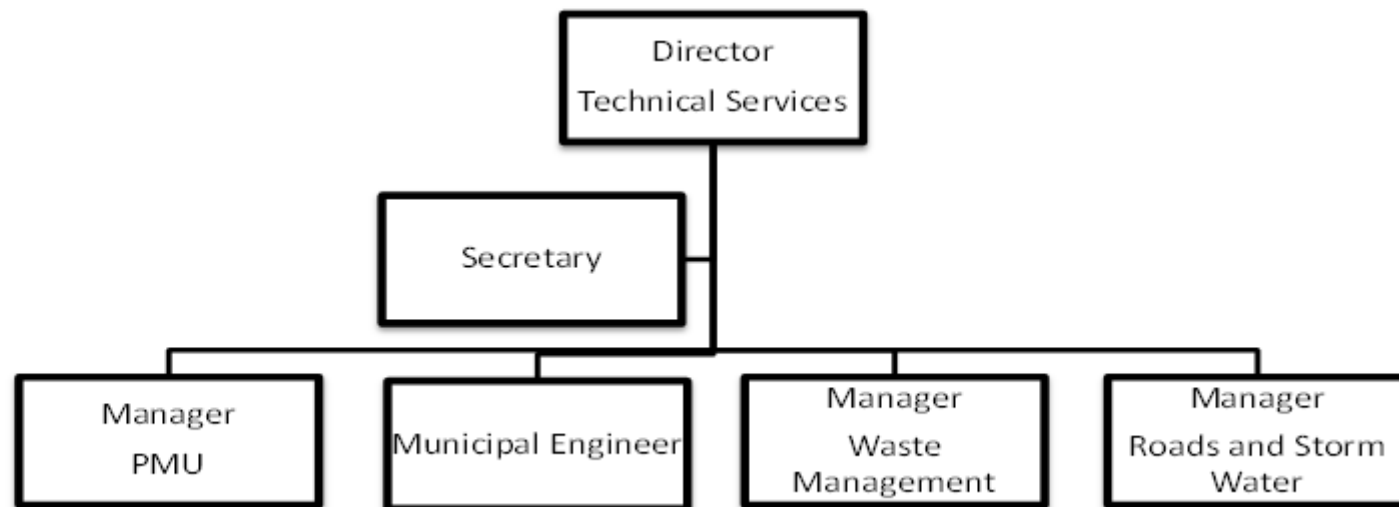 Director
Technical Services
Secretary
Manager
PMU
Municipal Engineer
Manager
Waste
Management
Manager
Roads and Storm
Water